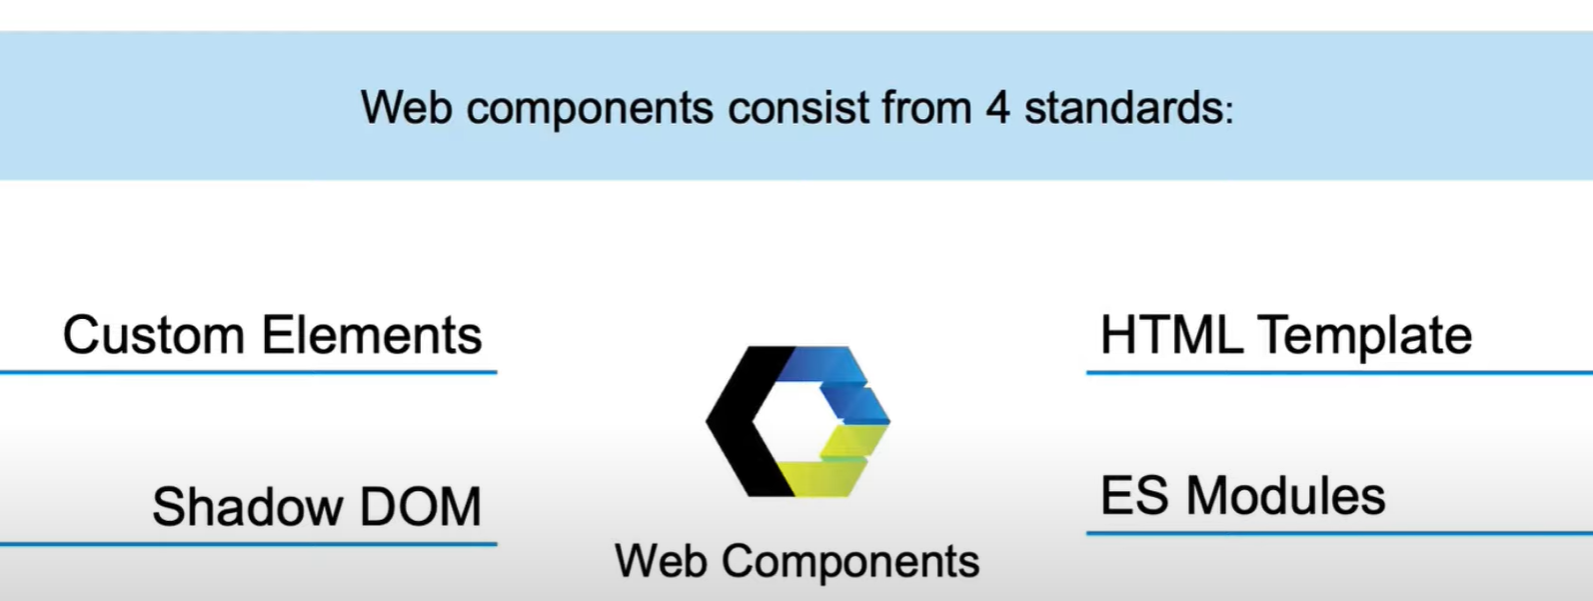 Web components consist from 4 standards:
Custom Elements
HTML Template
Shadow DOM
ES Modules
Web Components